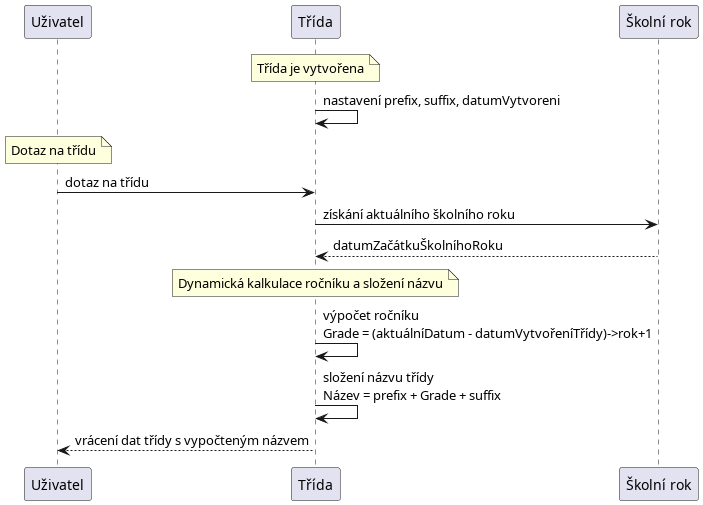 Uživatel
Třída
Školní rok
Třída je vytvořena
nastavení prefix, suffix, datumVytvoreni
Dotaz na třídu
dotaz na třídu
získání aktuálního školního roku
datumZačátkuŠkolníhoRoku
Dynamická kalkulace ročníku a složení názvu
výpočet ročníku
Grade = (aktuálníDatum - datumVytvořeníTřídy)->rok+1
složení názvu třídy
Název = prefix + Grade + suffix
vrácení dat třídy s vypočteným názvem
Uživatel
Třída
Školní rok